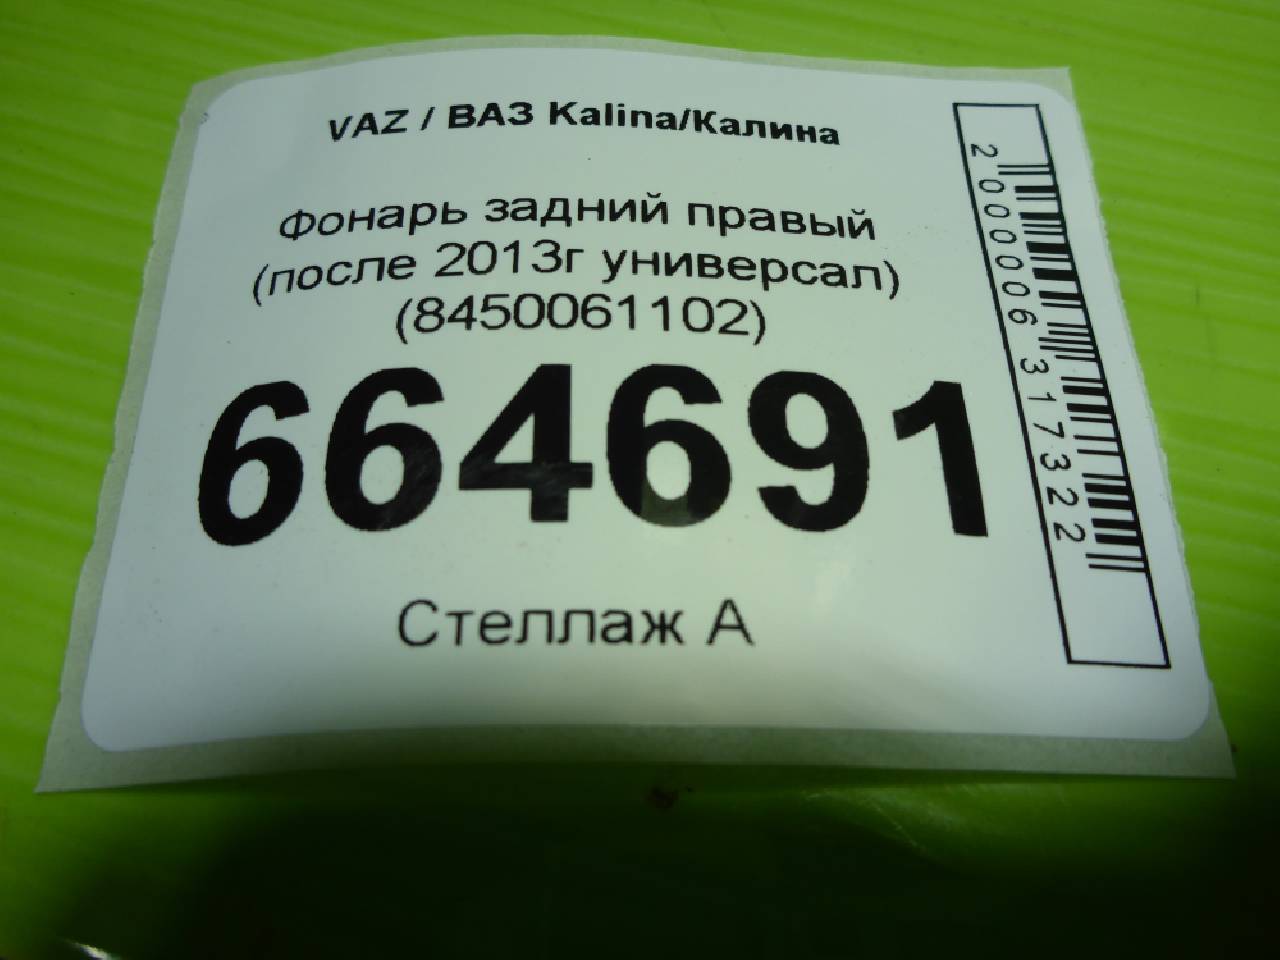 VAZ / ВАЗ Kalina/Калина
Фонарь задний правый
(после 2013г универсал)
(8450061102)
664691
Стеллаж А
2000006317322